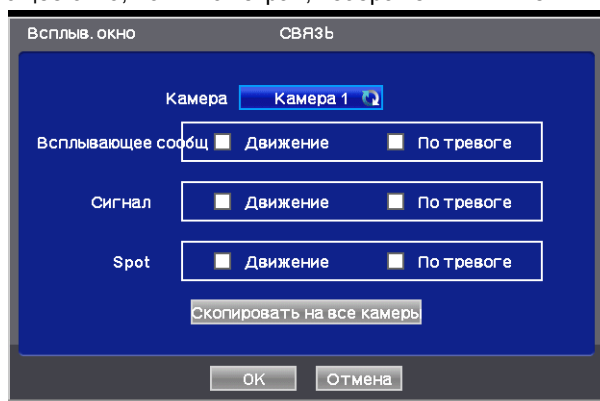 Всплыв. окно СВЯЗЬ
Камера Камера 1
Всплывающее сообщ Движение По тревоге
Сигнал Движение По тревоге
Spot Движение По тревоге
Скопировать на все камеры
ОК Отмена